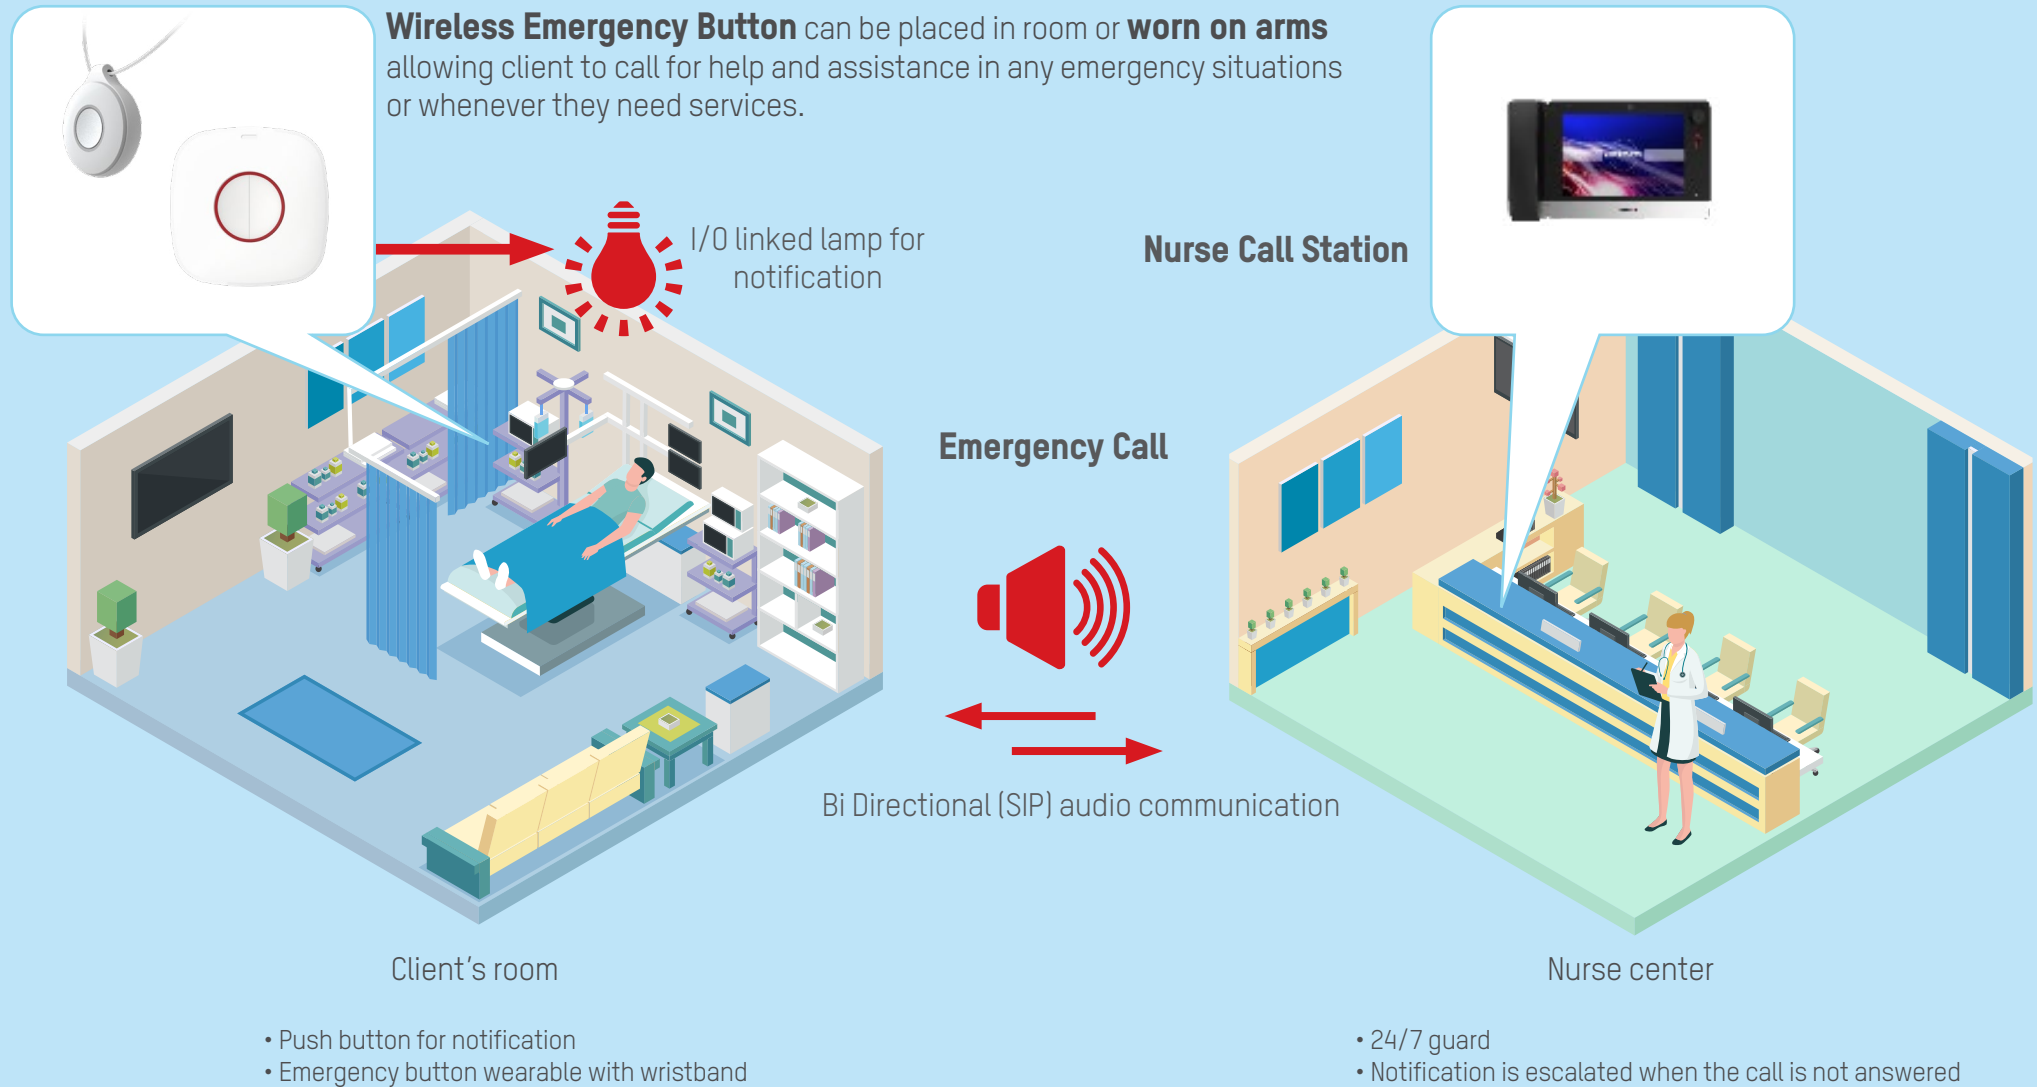 Wireless Emergency Button can be placed in room or worn on arms
allowing client to call for help and assistance in any emergency situations
or whenever they need services.
I/O linked lamp for
notification
Nurse Call Station
Emergency Call
Bi Directional (SIP) audio communication
Client's room
• Push button for notification
• Emergency button wearable with wristband
Nurse center
• 24/7 guard
• Notification is escalated when the call is not answered